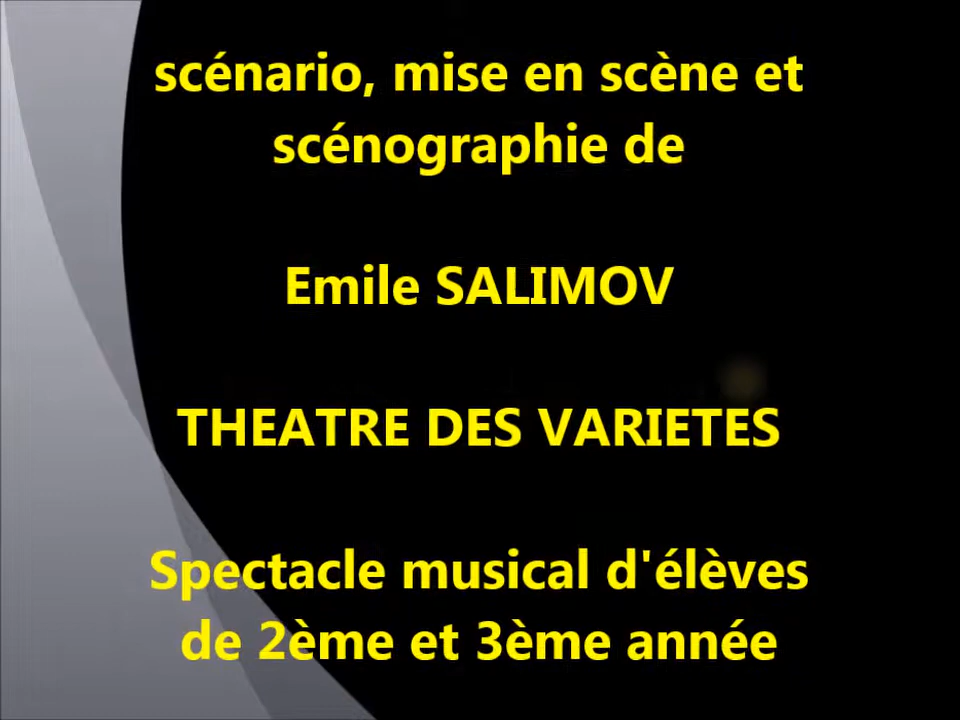 scénario, mise en scène et
scénographie de
Emile SALIMOV
THEATRE DES VARIETES
Spectacle musical d'élèves
de 2ème et 3ème année